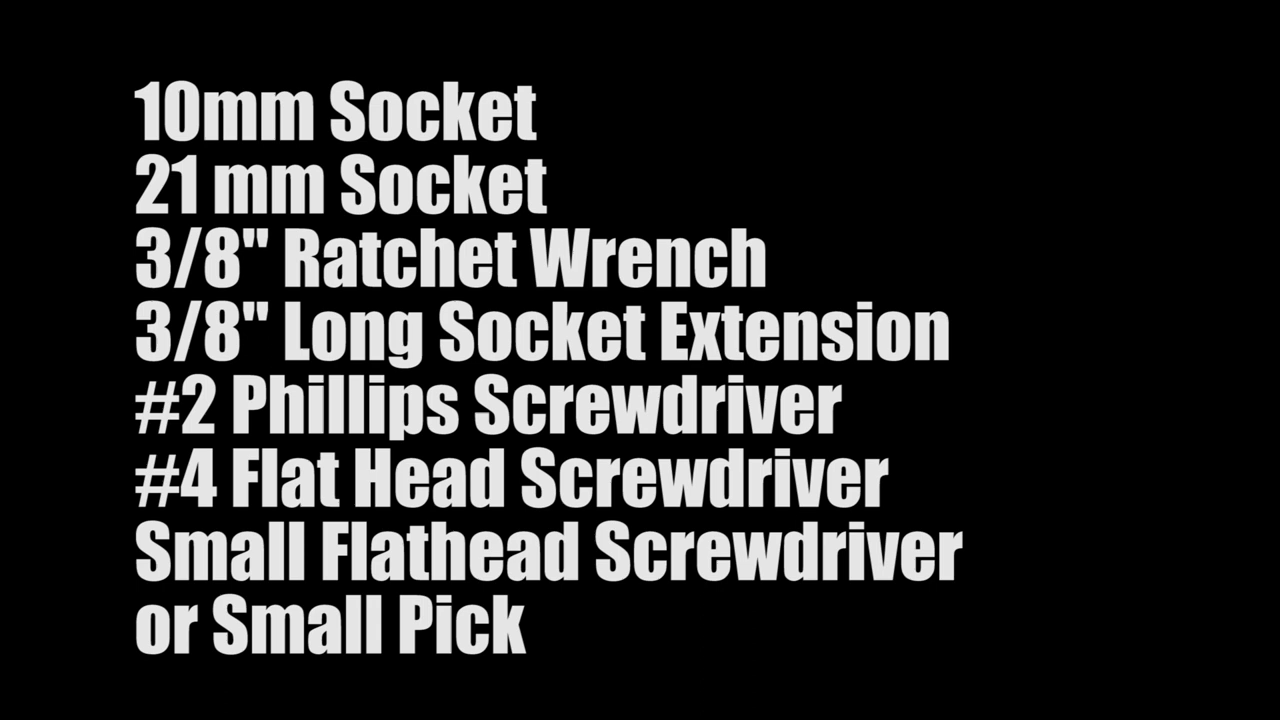 10mm Socket
21 mm Socket
3/8" Ratchet Wrench
3/8" Long Socket Extension
#2 Phillips Screwdriver
#4 Flat Head Screwdriver
Small Flathead Screwdriver
or Small Pick